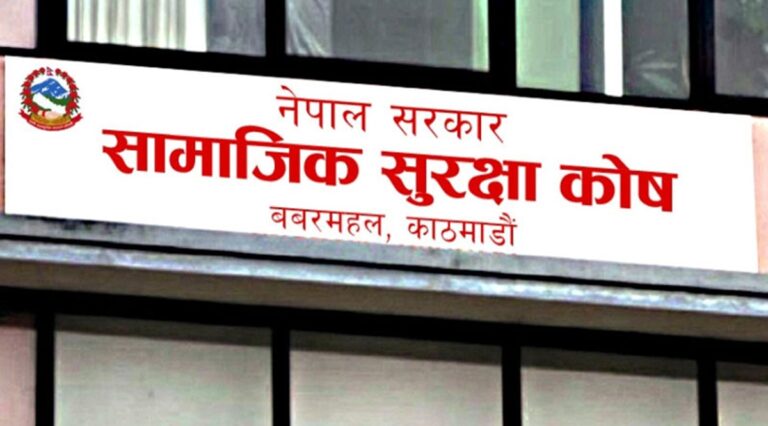 नेपाल सरकार
सामाजिक सुरक्षा कोष
बबरमहल, काठमाडौं